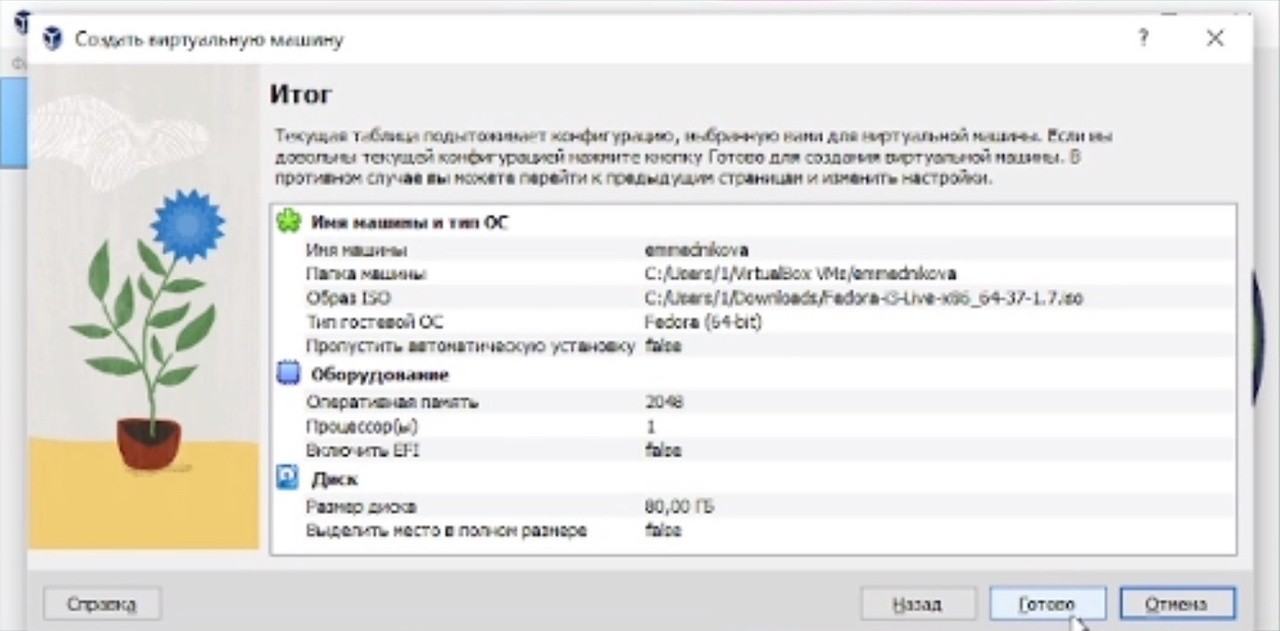 Создать виртуальную машину
?
Итог
Текущая таблица подытоживает конфигурацию, выбранную вами для виртуальной машины. Если вы
довольны текущей конфигурацией нажмите кнопку Готово для создания виртуальной машины. В
противном случае вы можете перейти к предыдущим страницам и изменить настройки.
Имя машины и тип ОС
Имя машины emmednikova
Папка машины C:/Users/1/VirtualBox VMs/emmednikova
Образ ISO C:/Users/1/Downloads/Fedora-i3-Live-x86_64-37-1.7.iso
Тип гостевой ОС Fedora (64-bit)
Пропустить автоматическую установку false
Оборудование
Оперативная память 2048
Процессор(ы) 1
Включить EFI false
Диск
Размер диска 80,00 ГБ
Выделить место в полном размере false
Справка Назад Готово Отмена